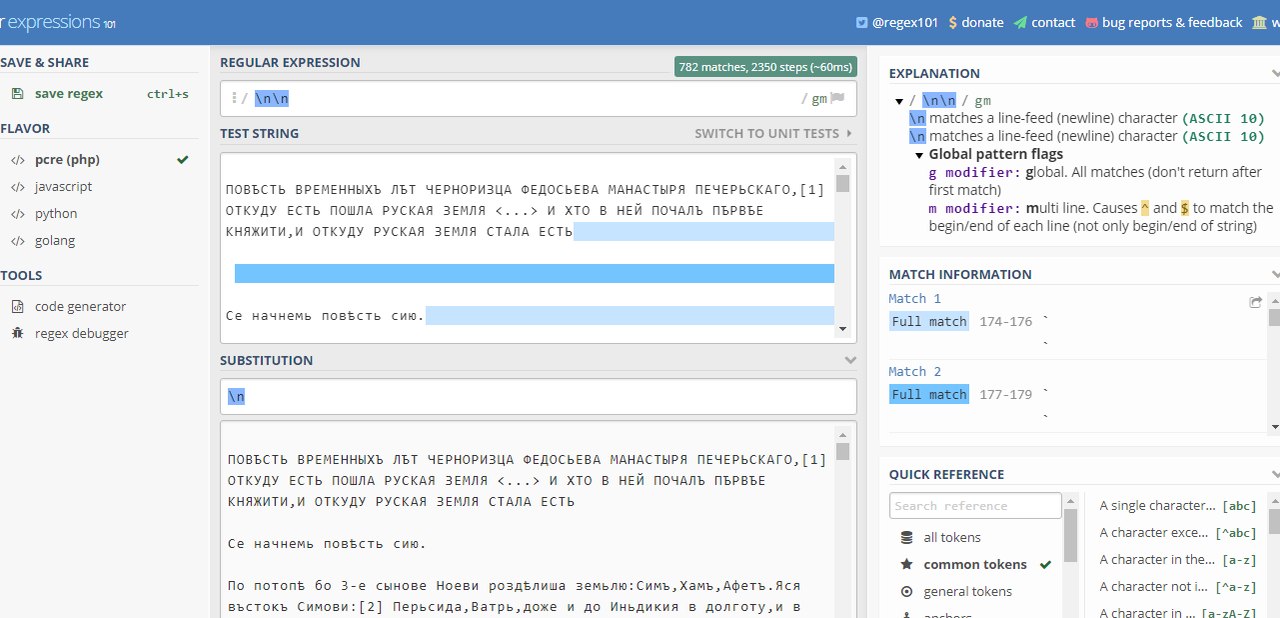 expressions 101
@regex101
donate
contact
bug reports & feedback
SAVE & SHARE
save regex ctrl+s
FLAVOR
</> pcre (php)
</> javascript
</> python
</> golang
TOOLS
code generator
regex debugger
REGULAR EXPRESSION
782 matches, 2350 steps (~60ms)
/ \n\n / gm
TEST STRING
SWITCH TO UNIT TESTS
ПОВѢСТЬ ВРЕМЕННЫХЪ ЛѢТ ЧЕРНОРИЗЦА ФЕДОСЬЕВА МАНАСТЫРЯ ПЕЧЕРЬСКАГО,[1]
ОТКУДУ ЕСТЬ ПОШЛА РУСКАЯ ЗЕМЛЯ <...> И ХТО В НЕЙ ПОЧАЛЪ ПѢРВѢЕ
КНЯЖИТИ,И ОТКУДУ РУСКАЯ ЗЕМЛЯ СТАЛА ЕСТЬ
Се начнемь повѣсть сию.
SUBSTITUTION
\n
ПОВѢСТЬ ВРЕМЕННЫХЪ ЛѢТ ЧЕРНОРИЗЦА ФЕДОСЬЕВА МАНАСТЫРЯ ПЕЧЕРЬСКАГО,[1]
ОТКУДУ ЕСТЬ ПОШЛА РУСКАЯ ЗЕМЛЯ <...> И ХТО В НЕЙ ПОЧАЛЪ ПѢРВѢЕ
КНЯЖИТИ,И ОТКУДУ РУСКАЯ ЗЕМЛЯ СТАЛА ЕСТЬ
Се начнемь повѣсть сию.
По потопѣ бо 3-е сынове Ноеви роздѣлиша земьлю:Симъ,Хамъ,Афетъ.Яся
въстокъ Симови:[2] Перьсида,Ватрь,доже и до Иньдикия в долготу,и в
EXPLANATION
/ \n\n / gm
\n matches a line-feed (newline) character (ASCII 10)
\n matches a line-feed (newline) character (ASCII 10)
Global pattern flags
g modifier: global. All matches (don't return after
first match)
m modifier: multi line. Causes ^ and $ to match the
begin/end of each line (not only begin/end of string)
MATCH INFORMATION
Match 1
Full match 174-176 `
`
Match 2
Full match 177-179 `
`
QUICK REFERENCE
Search reference
all tokens
common tokens
general tokens
anchors
A single character... [abc]
A character exce... [^abc]
A character in the... [a-z]
A character not i... [^a-z]
A character in ... [a-zA-Z]